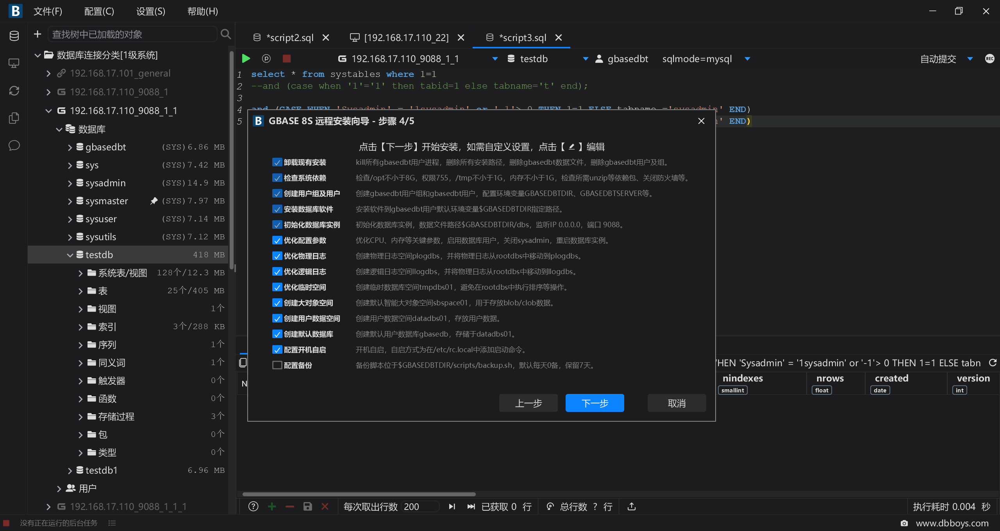 B 文件(F) 配置(C) 设置(S) 帮助(H)
查找树中已加载的对象
数据库连接分类[1级系统]
192.168.17.101_general
192.168.17.110_9088_1
192.168.17.110_9088_1_1
数据库
gbasedbt (SYS)6.86 MB
sys (SYS)7.42 MB
sysadmin (SYS)14.9 MB
sysmaster (SYS)7.97 MB
sysuser (SYS)7.14 MB
sysutils (SYS)7.12 MB
testdb 418 MB
系统表/视图 128个/12.3 MB
表 25个/405 MB
视图 1个
索引 3个/288 KB
序列 1个
同义词 1个
触发器 0个
函数 0个
存储过程 3个
包 0个
类型 0个
testdb1 6.96 MB
用户
192.168.17.110_9088_1_1_1
*script2.sql [192.168.17.110_22] *script3.sql
192.168.17.110_9088_1_1 testdb gbasedbt sqlmode=mysql 自动提交 REC
1 select * from systables where 1=1
2 --and (case when '1'='1' then tabid=1 else tabname='t' end);
3
4 and (CASE WHEN 'Sysadmin' = '1sysadmin' or '-1'> 0 THEN 1=1 ELSE tabname ='sysadmin' END)
5 n' END)
B GBASE 8S 远程安装向导 - 步骤 4/5
点击【下一步】开始安装，如需自定义设置，点击【 】编辑
卸载现有安装 kill所有gbasedbt用户进程，删除所有安装路径，删除gbasedbt数据文件，删除gbasedbt用户及组。
检查系统依赖 检查/opt不小于8G，权限755，/tmp不小于1G，内存不小于1G，检查所需unzip等依赖包、关闭防火墙等。
创建用户组及用户 创建gbasedbt用户组和gbasedbt用户，配置环境变量GBASEDBTDIR、GBASEDBTSERVER等。
安装数据库软件 安装软件到gbasedbt用户默认环境变量$GBASEDBTDIR指定路径。
初始化数据库实例 初始化数据库实例，数据文件路径$GBASEDBTDIR/dbs，监听IP 0.0.0.0，端口 9088。
优化配置参数 优化CPU、内存等关键参数，启用数据库用户，关闭sysadmin，重启数据库实例。
优化物理日志 创建物理日志空间plogdbs，并将物理日志从rootdbs中移动到plogdbs。
优化逻辑日志 创建逻辑日志空间llogdbs，并将物理日志从rootdbs中移动到llogdbs。
优化临时空间 创建临时数据库空间tmpdbs01，避免在rootdbs中执行排序等操作。
创建大对象空间 创建默认智能大对象空间sbspace01，用于存放blob/clob数据。
创建用户数据空间 创建用户数据空间datadbs01，存放用户数据。
创建默认数据库 创建默认用户数据库gbasedb，存储于datadbs01。
配置开机自启 开机自启，自启方式为在/etc/rc.local中添加启动命令。
配置备份 备份脚本位于$GBASEDBTDIR/scripts/backup.sh，默认每天0备，保留7天。
上一步 下一步 取消
HEN 'Sysadmin' = '1sysadmin' or '-1'> 0 THEN 1=1 ELSE tabn
N nindexes nrows created version
smallint float date int
每次取出行数 200 已获取 0 行 总行数 ? 行 执行耗时 0.004 秒
没有正在运行的后台任务 www.dbboys.com